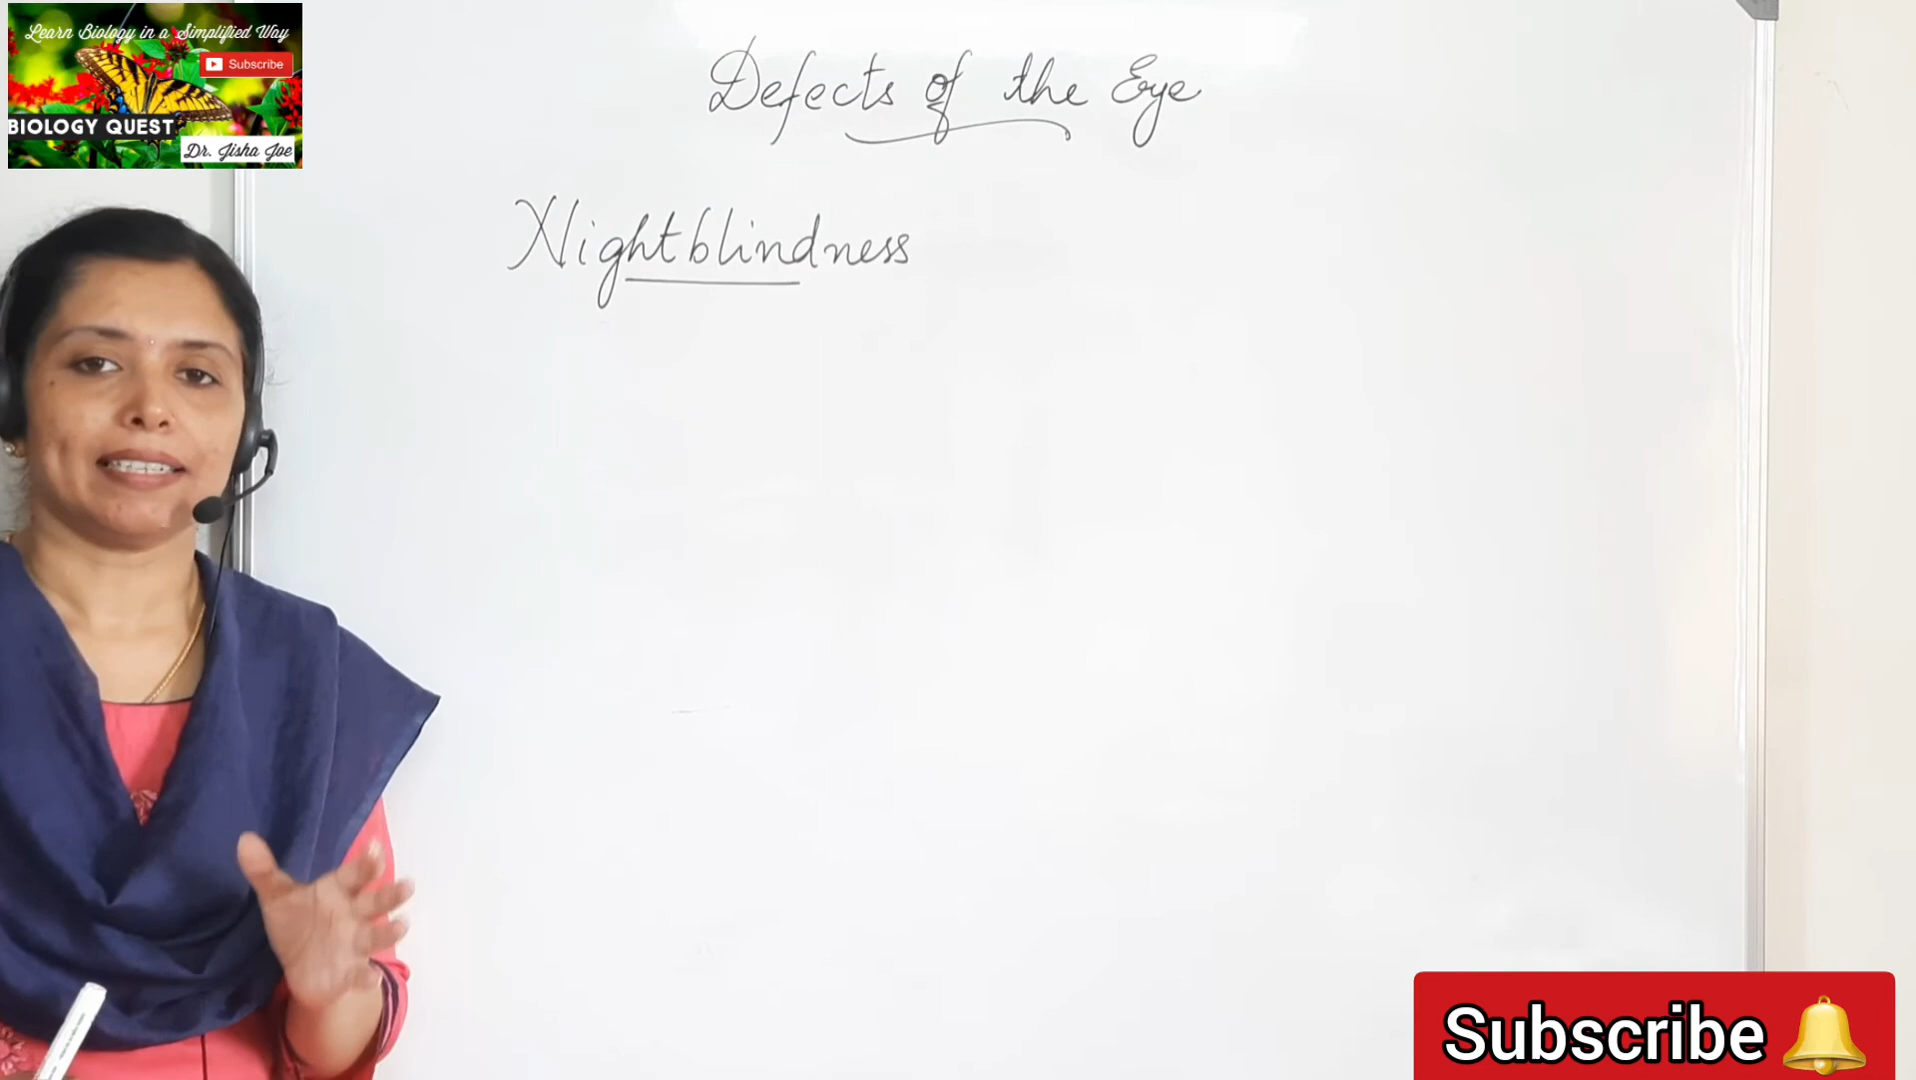 Learn Biology in a Simplified Way
Subscribe
BIOLOGY QUEST
Dr. Jisha Joe
Defects of the Eye
Nightblindness
Subscribe